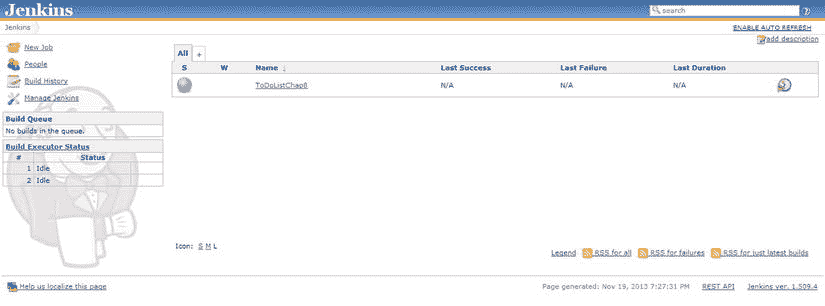 Jenkins
search
Jenkins
ENABLE AUTO REFRESH
add description
New Job
People
Build History
Manage Jenkins
Build Queue
No builds in the queue.
Build Executor Status
# Status
1 Idle
2 Idle
All +
S W Name ↓ Last Success Last Failure Last Duration
ToDoListChap8 N/A N/A N/A
Icon: S M L
Legend RSS for all RSS for failures RSS for just latest builds
Help us localize this page
Page generated: Nov 19, 2013 7:27:31 PM REST API Jenkins ver. 1.509.4